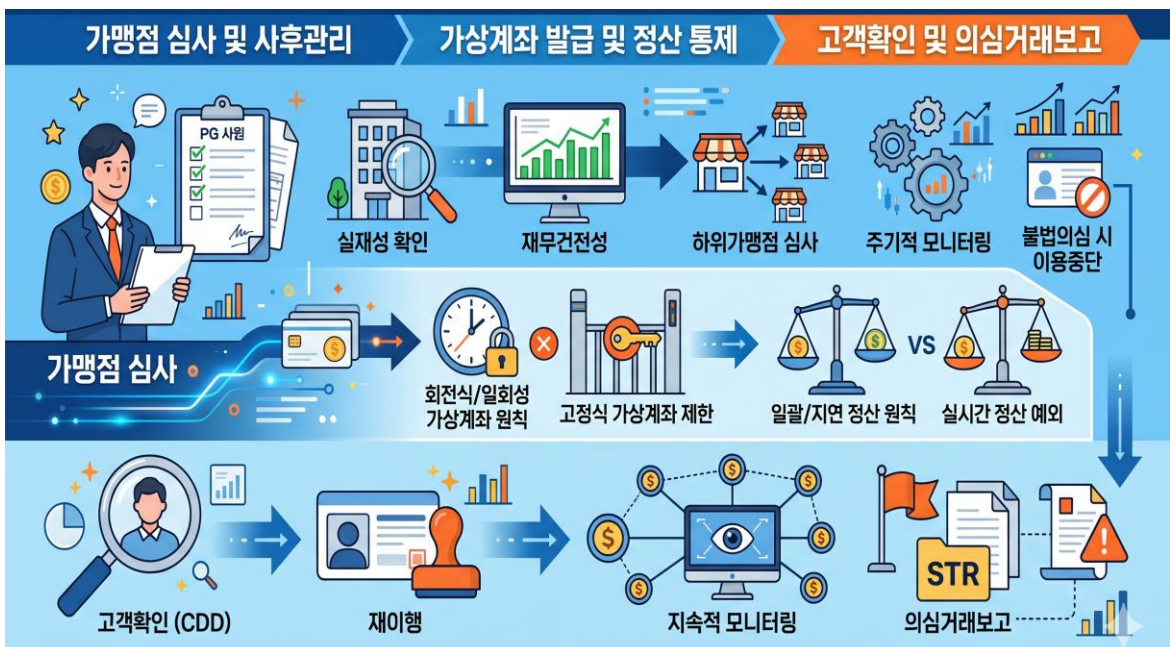 가맹점 심사 및 사후관리
가상계좌 발급 및 정산 통제
고객확인 및 의심거래보고
PG 사원
실재성 확인
재무건전성
하위가맹점 심사
주기적 모니터링
불법의심 시
이용중단
가맹점 심사
회전식/일회성
가상계좌 원칙
고정식 가상계좌 제한
일괄/지연 정산 원칙
VS
실시간 정산 예외
고객확인 (CDD)
재이행
지속적 모니터링
STR
의심거래보고